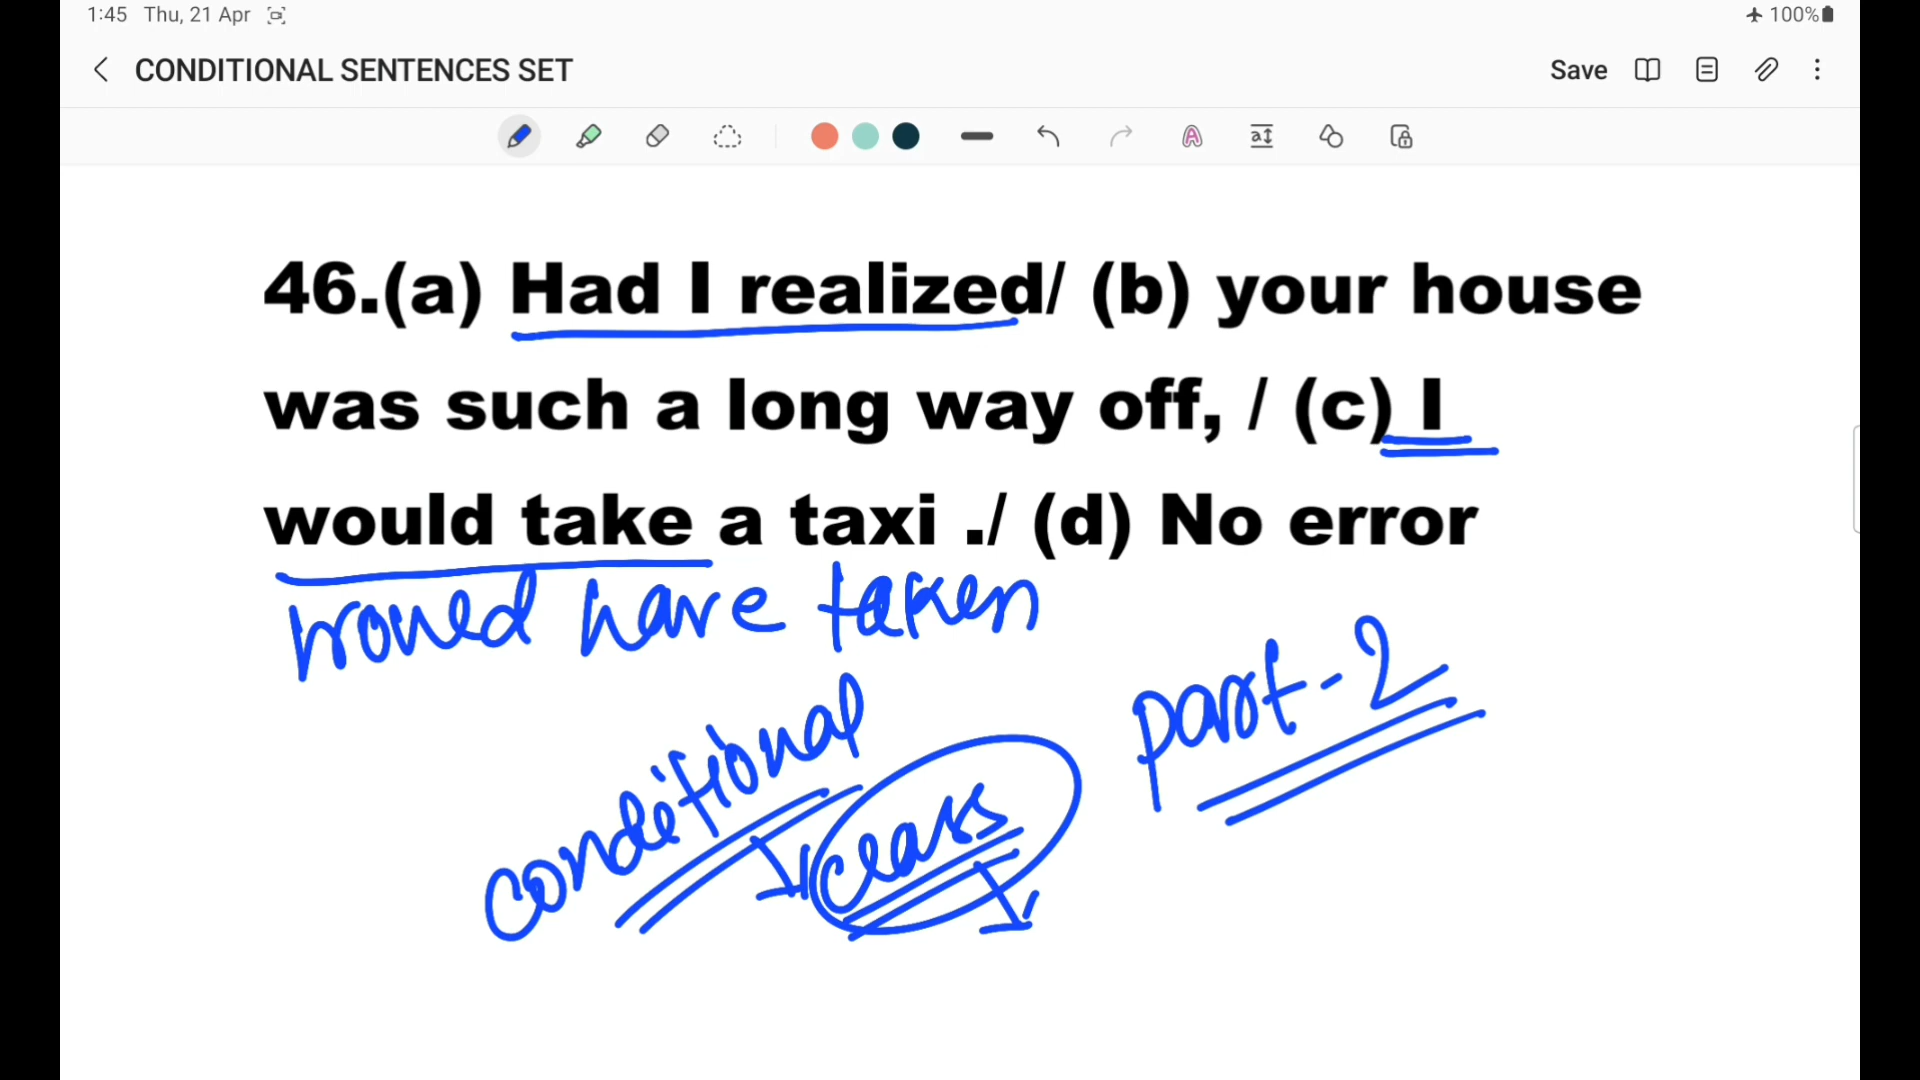 1:45 Thu, 21 Apr 100%
CONDITIONAL SENTENCES SET Save
46.(a) Had I realized/ (b) your house
was such a long way off, / (c) I
would take a taxi ./ (d) No error
would have taken
conditional
part-2
class